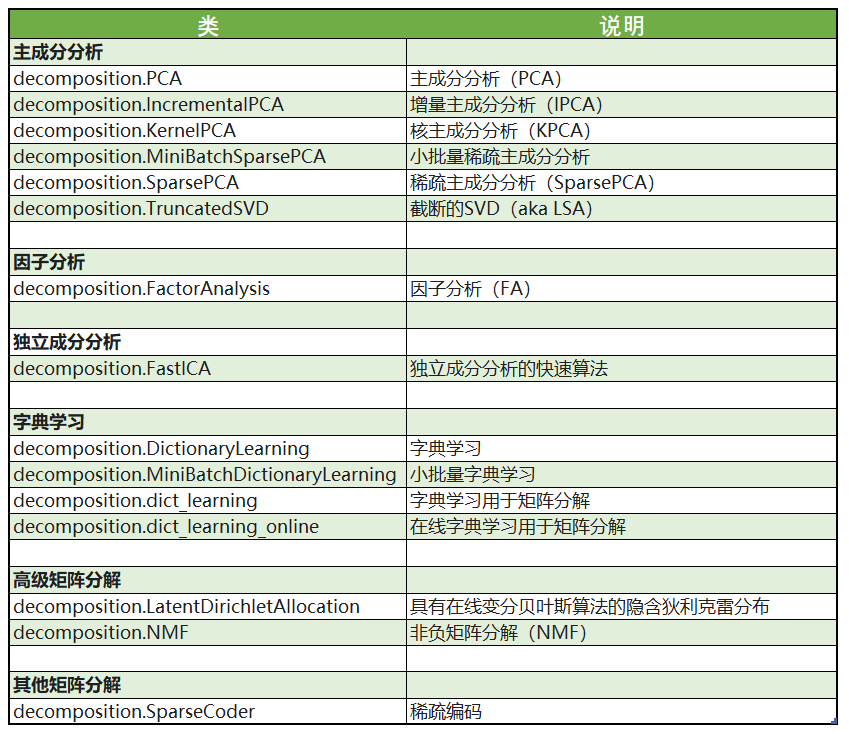 类 说明
主成分分析
decomposition.PCA 主成分分析（PCA）
decomposition.IncrementalPCA 增量主成分分析（IPCA）
decomposition.KernelPCA 核主成分分析（KPCA）
decomposition.MiniBatchSparsePCA 小批量稀疏主成分分析
decomposition.SparsePCA 稀疏主成分分析（SparsePCA）
decomposition.TruncatedSVD 截断的SVD（aka LSA）
因子分析
decomposition.FactorAnalysis 因子分析（FA）
独立成分分析
decomposition.FastICA 独立成分分析的快速算法
字典学习
decomposition.DictionaryLearning 字典学习
decomposition.MiniBatchDictionaryLearning 小批量字典学习
decomposition.dict_learning 字典学习用于矩阵分解
decomposition.dict_learning_online 在线字典学习用于矩阵分解
高级矩阵分解
decomposition.LatentDirichletAllocation 具有在线变分贝叶斯算法的隐含狄利克雷分布
decomposition.NMF 非负矩阵分解（NMF）
其他矩阵分解
decomposition.SparseCoder 稀疏编码